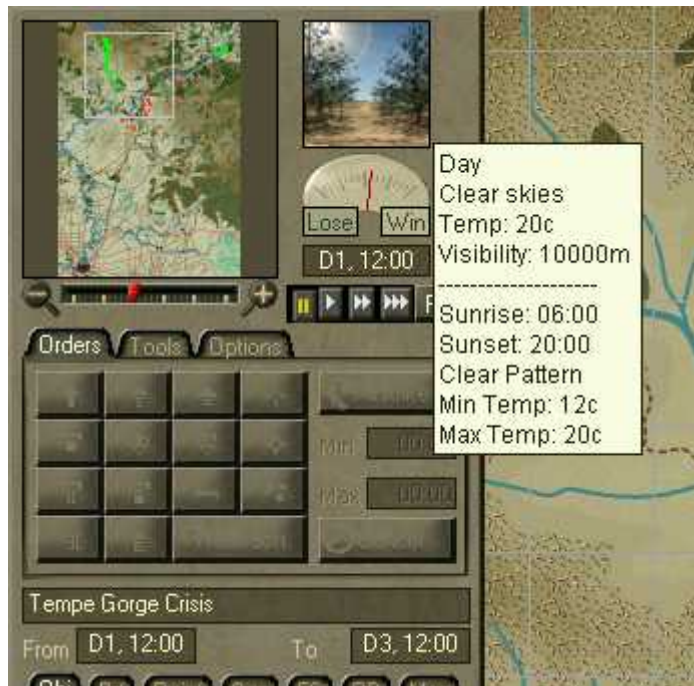 Day
Clear skies
Temp: 20c
Visibility: 10000m
--------------------
Sunrise: 06:00
Sunset: 20:00
Clear Pattern
Min Temp: 12c
Max Temp: 20c
Lose Win
D1, 12:00
Orders Tools Options
Min
Max 00:00
Tempe Gorge Crisis
From D1, 12:00 To D3, 12:00